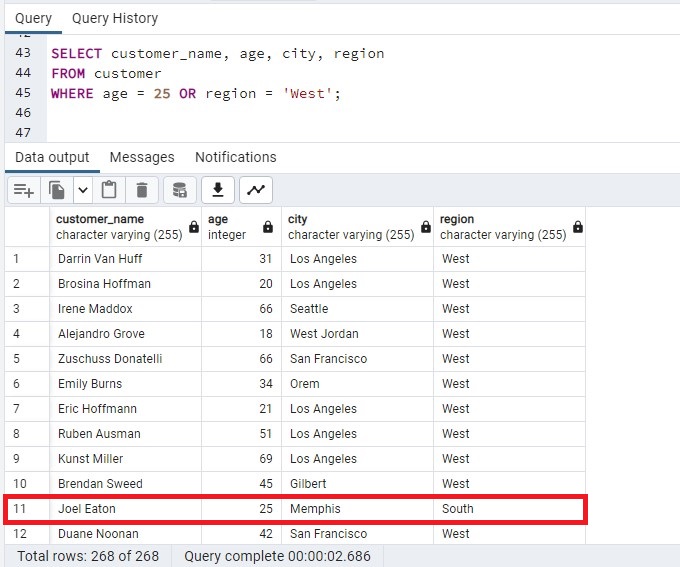 Query Query History
43 SELECT customer_name, age, city, region
44 FROM customer
45 WHERE age = 25 OR region = 'West';
46
47
Data output Messages Notifications
customer_name age city region
character varying (255) integer character varying (255) character varying (255)
1 Darrin Van Huff 31 Los Angeles West
2 Brosina Hoffman 20 Los Angeles West
3 Irene Maddox 66 Seattle West
4 Alejandro Grove 18 West Jordan West
5 Zuschuss Donatelli 66 San Francisco West
6 Emily Burns 34 Orem West
7 Eric Hoffmann 21 Los Angeles West
8 Ruben Ausman 51 Los Angeles West
9 Kunst Miller 69 Los Angeles West
10 Brendan Sweed 45 Gilbert West
11 Joel Eaton 25 Memphis South
12 Duane Noonan 42 San Francisco West
Total rows: 268 of 268 Query complete 00:00:02.686